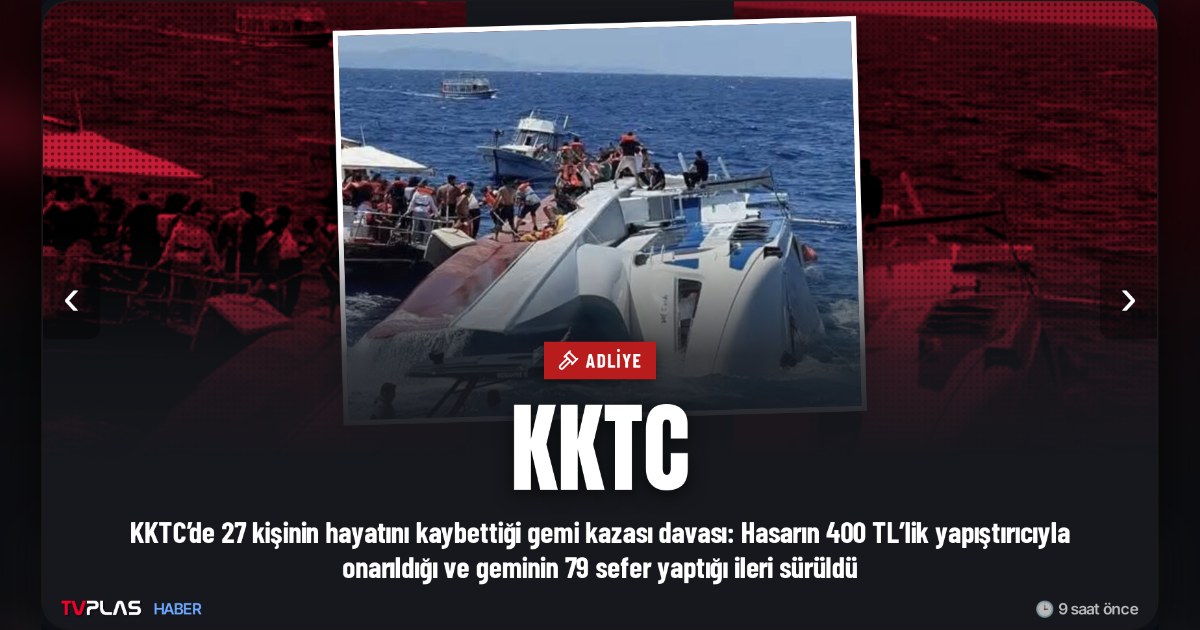 ADLİYE
KKTC
KKTC’de 27 kişinin hayatını kaybettiği gemi kazası davası: Hasarın 400 TL’lik yapıştırıcıyla
onarıldığı ve geminin 79 sefer yaptığı ileri sürüldü
TVPLAS HABER
9 saat önce